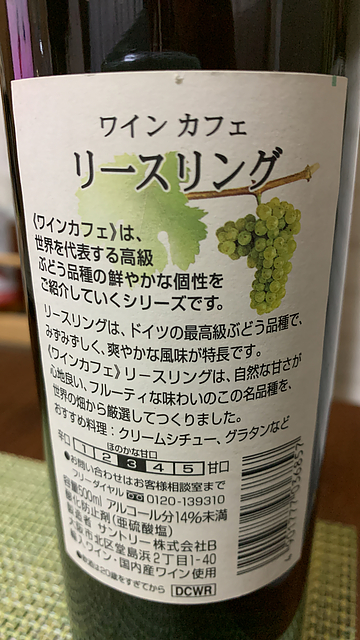 ワイン カフェ
リースリング
《ワインカフェ》は、
世界を代表する高級
ぶどう品種の鮮やかな個性を
ご紹介していくシリーズです。
リースリングは、ドイツの最高級ぶどう品種で、
みずみずしく、爽やかな風味が特長です。
《ワインカフェ》リースリングは、自然な甘さが
心地良い、フルーティな味わいのこの名品種を、
世界の畑から厳選してつくりました。
おすすめ料理：クリームシチュー、グラタンなど
ほのかな甘口
辛口 1 2 3 4 5 甘口
●お問い合わせはお客様相談室まで
フリーダイヤル 0120-139310
容量500ml アルコール分14%未満
酸化防止剤(亜硫酸塩)
製造者 サントリー株式会社B
大阪市北区堂島浜2丁目1-40
輸入ワイン・国内産ワイン使用
●飲酒は20歳をすぎてから DCWR